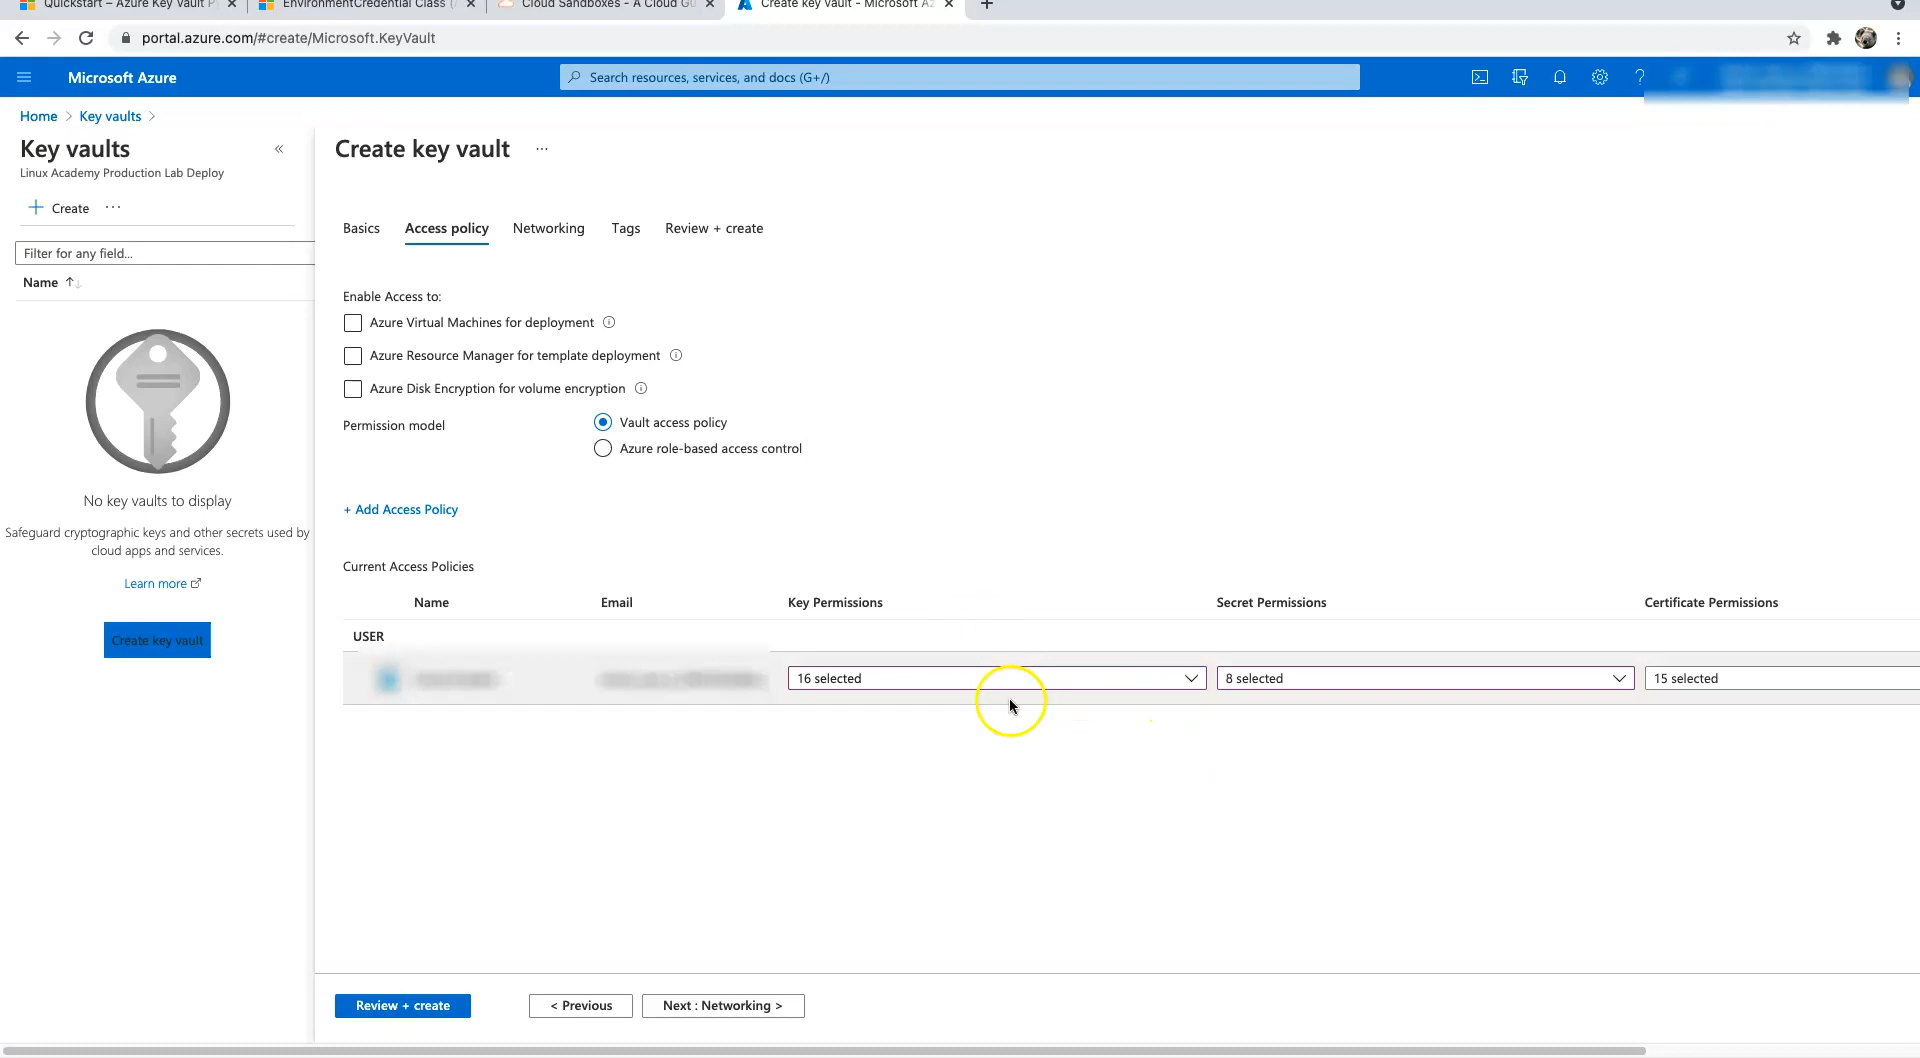 Quickstart – Azure Key Vault
EnvironmentCredential Class
Cloud Sandboxes - A Cloud
Create key vault - Microsoft
portal.azure.com/#create/Microsoft.KeyVault
Microsoft Azure
Search resources, services, and docs (G+/)
Home > Key vaults >
Key vaults
Linux Academy Production Lab Deploy
+ Create ...
Filter for any field...
Name ↑↓
No key vaults to display
Safeguard cryptographic keys and other secrets used by
cloud apps and services.
Learn more
Create key vault
Create key vault ...
Basics Access policy Networking Tags Review + create
Enable Access to:
Azure Virtual Machines for deployment
Azure Resource Manager for template deployment
Azure Disk Encryption for volume encryption
Permission model
Vault access policy
Azure role-based access control
+ Add Access Policy
Current Access Policies
Name Email Key Permissions Secret Permissions Certificate Permissions
USER
16 selected 8 selected 15 selected
Review + create < Previous Next : Networking >